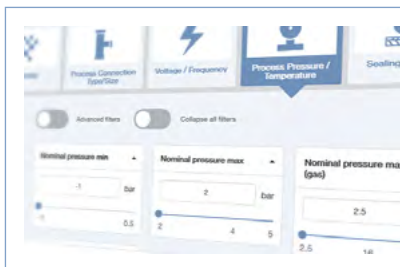 Process Connection
Type/Size
Voltage / Frequency
Process Pressure /
Temperature
Sealing
Advanced filters
Collapse all filters
Nominal pressure min
-1
bar
-1
0.5
Nominal pressure max
2
bar
2
4
5
Nominal pressure ma
(gas)
2.5
2.5
16